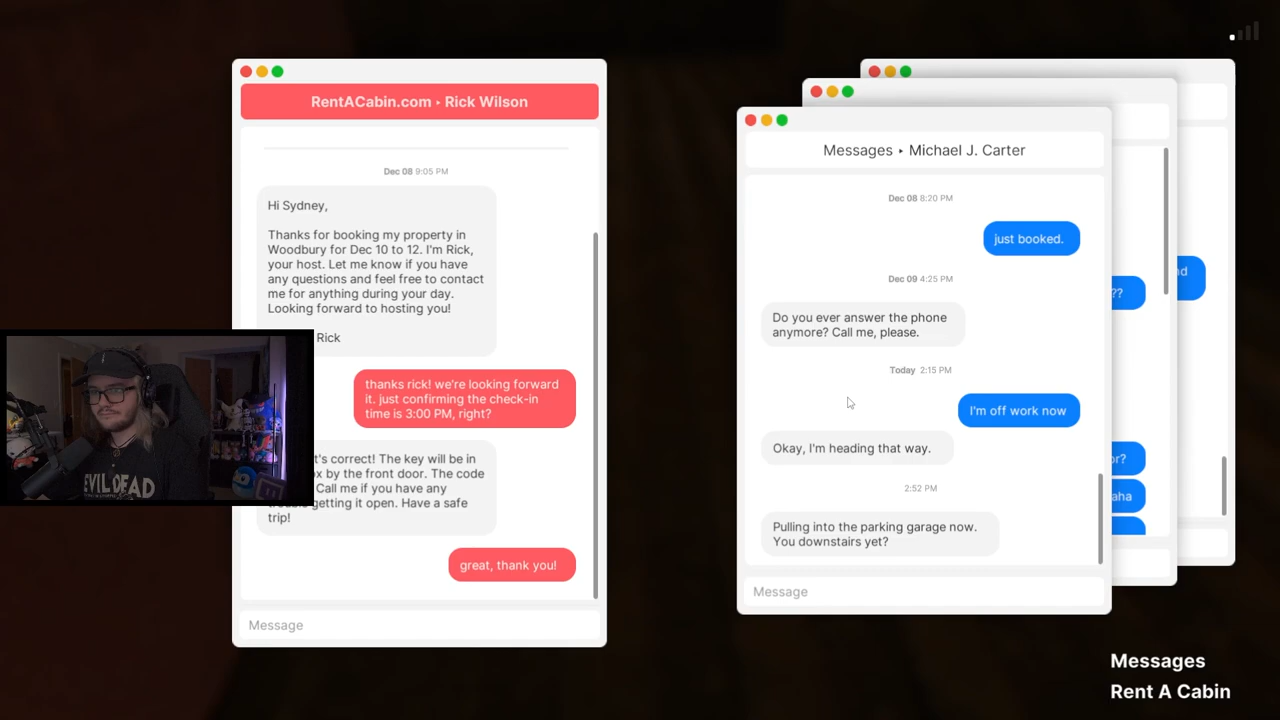 RentACabin.com ‣ Rick Wilson
Dec 08 9:05 PM
Hi Sydney,
Thanks for booking my property in
Woodbury for Dec 10 to 12. I'm Rick,
your host. Let me know if you have
any questions and feel free to contact
me for anything during your day.
Looking forward to hosting you!
Rick
thanks rick! we're looking forward
it. just confirming the check-in
time is 3:00 PM, right?
t's correct! The key will be in
ox by the front door. The code
Call me if you have any
getting it open. Have a safe
trip!
great, thank you!
Message
Messages ‣ Michael J. Carter
Dec 08 8:20 PM
just booked.
Dec 09 4:25 PM
Do you ever answer the phone
anymore? Call me, please.
Today 2:15 PM
I'm off work now
Okay, I'm heading that way.
2:52 PM
Pulling into the parking garage now.
You downstairs yet?
Message
??
nd
or?
aha
EVIL DEAD
Messages
Rent A Cabin